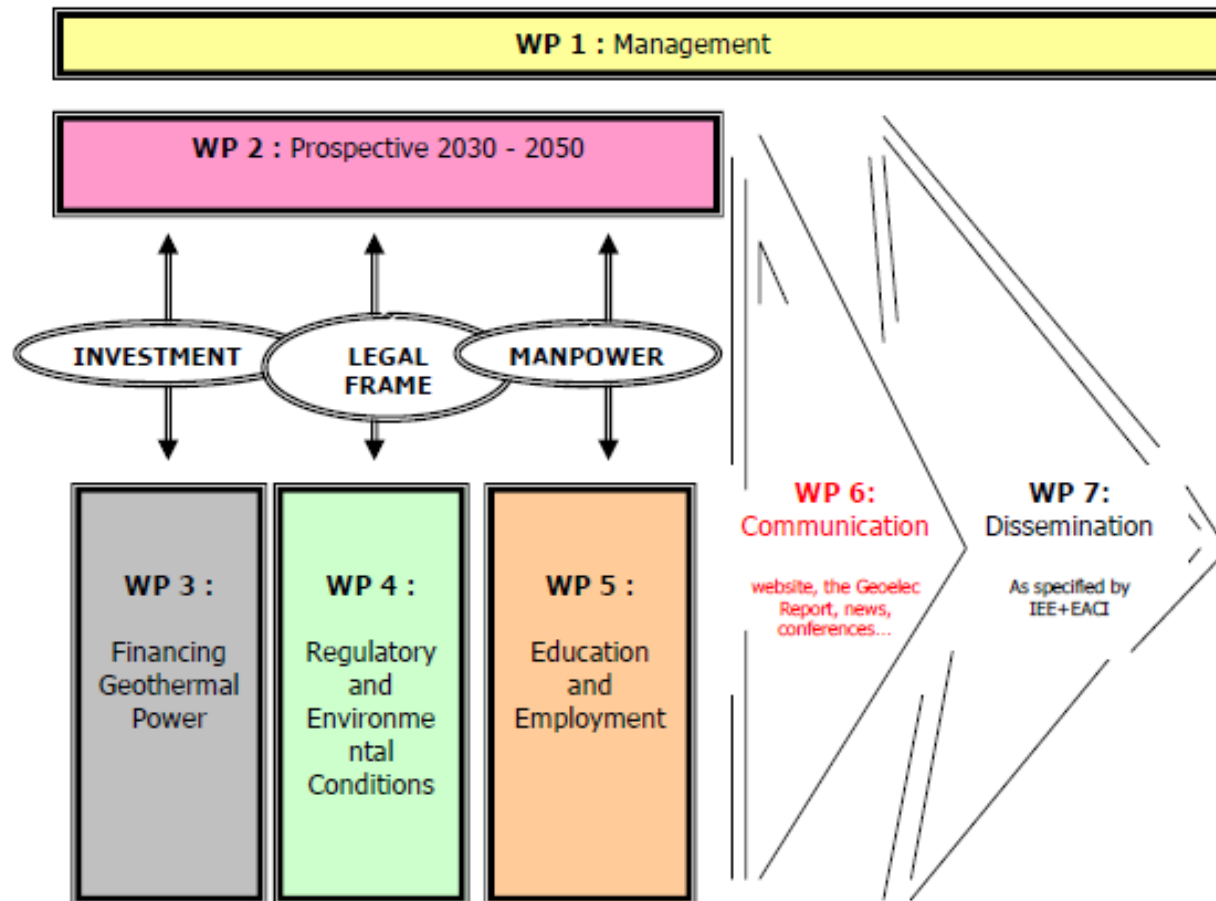 WP 1 : Management
WP 2 : Prospective 2030 - 2050
INVESTMENT
LEGAL
FRAME
MANPOWER
WP 3 :
Financing
Geothermal
Power
WP 4 :
Regulatory
and
Environme
ntal
Conditions
WP 5 :
Education
and
Employment
WP 6:
Communication
website, the Geoelec
Report, news,
conferences...
WP 7:
Dissemination
As specified by
IEE+EACI